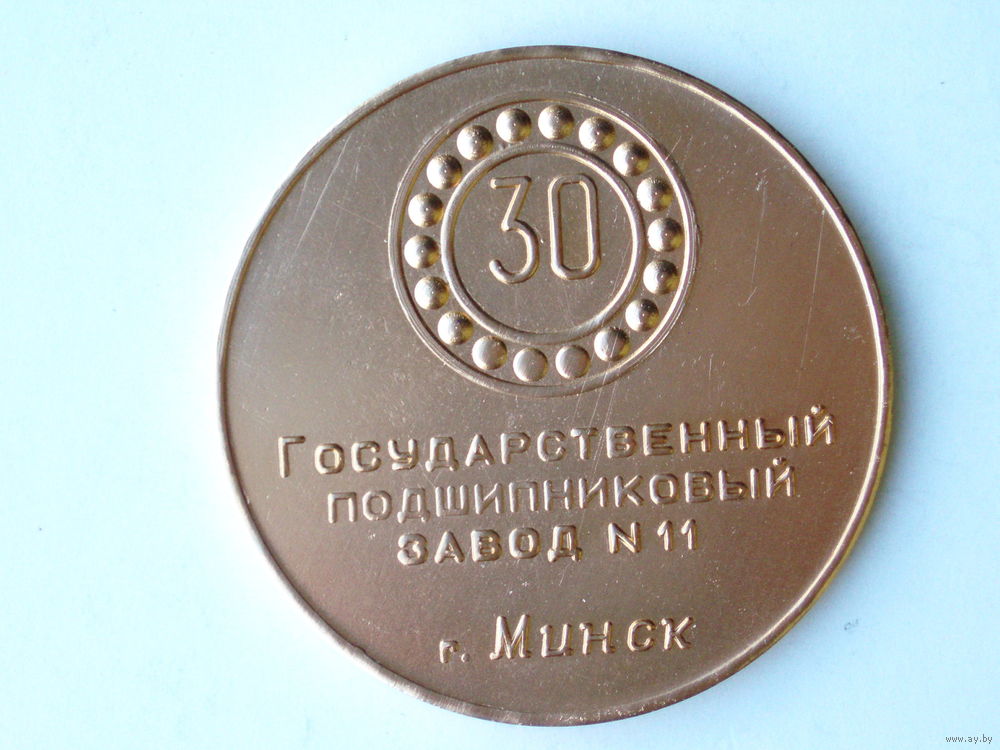 30
ГОСУДАРСТВЕННЫЙ
ПОДШИПНИКОВЫЙ
ЗАВОД N 11
г. Минск
www.ay.by